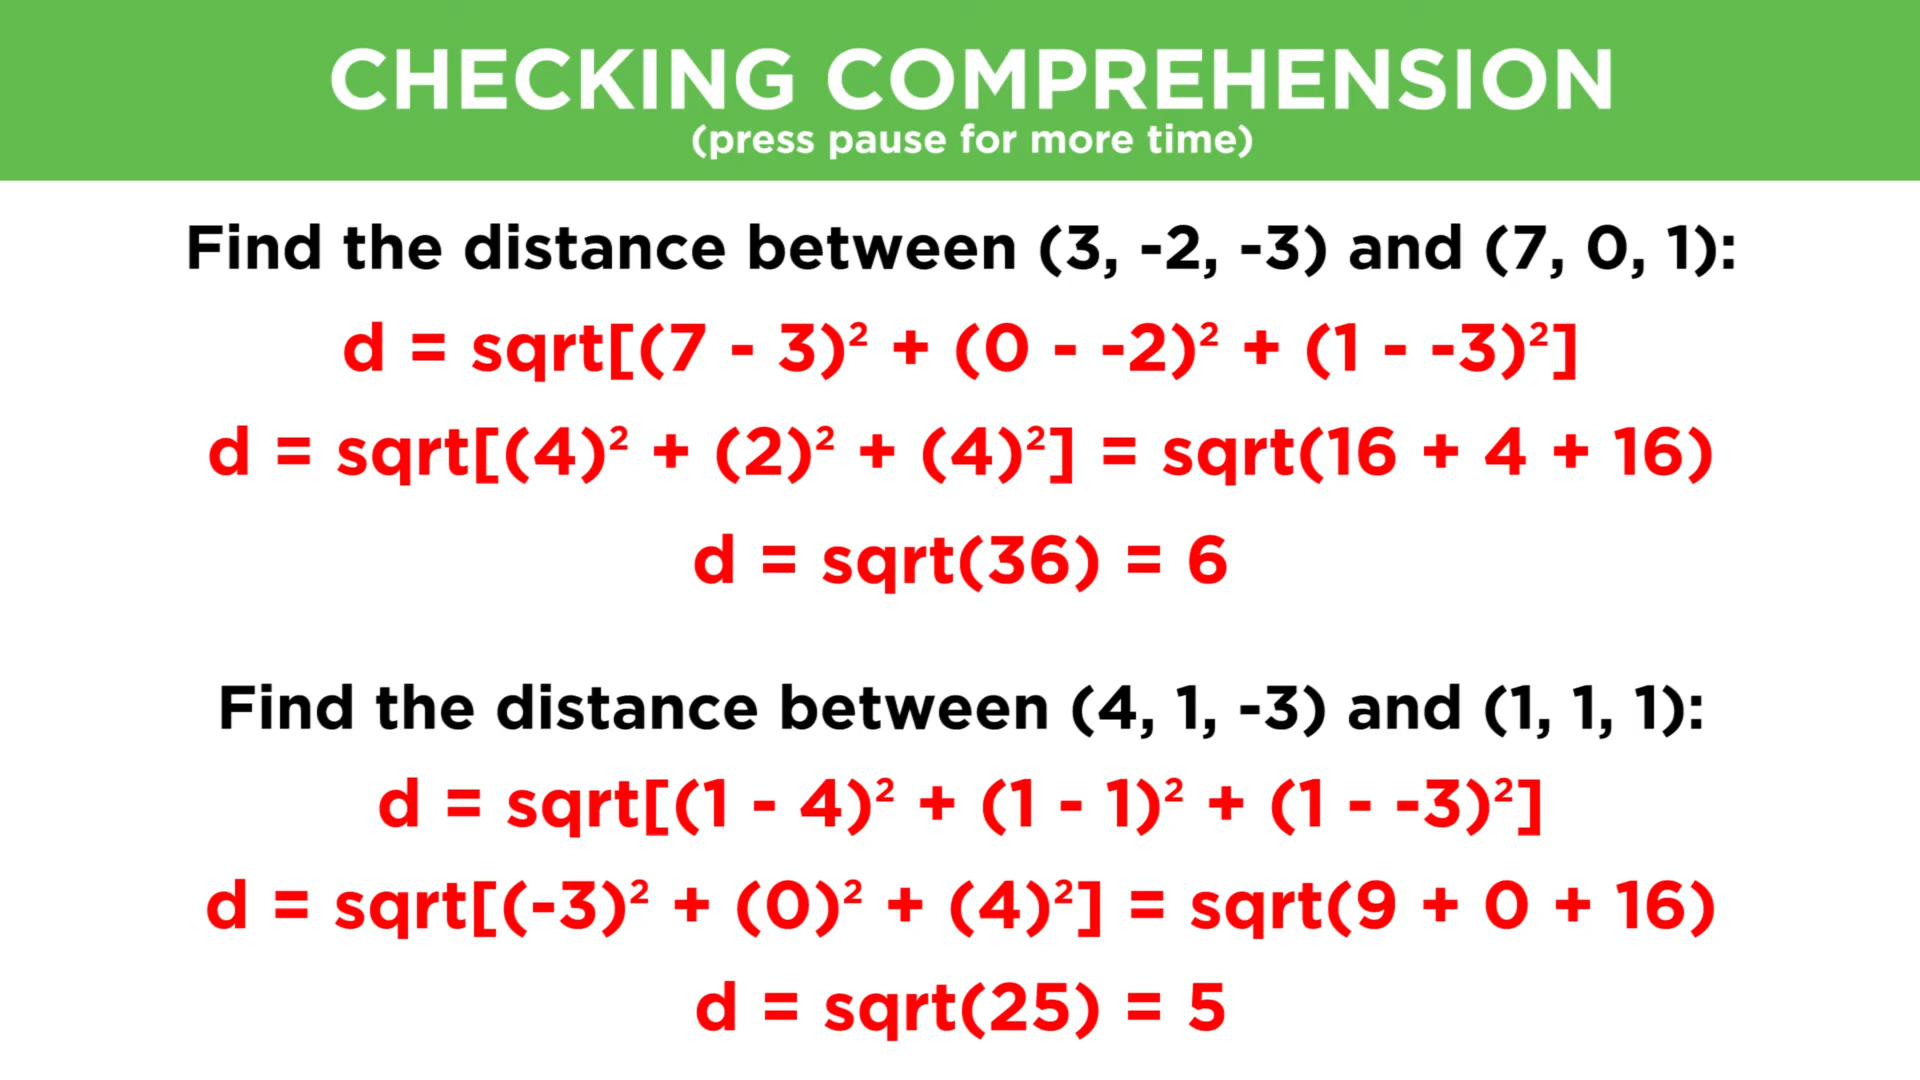 CHECKING COMPREHENSION
(press pause for more time)
Find the distance between (3, -2, -3) and (7, 0, 1):
d = sqrt[(7 - 3)² + (0 - -2)² + (1 - -3)²]
d = sqrt[(4)² + (2)² + (4)²] = sqrt(16 + 4 + 16)
d = sqrt(36) = 6
Find the distance between (4, 1, -3) and (1, 1, 1):
d = sqrt[(1 - 4)² + (1 - 1)² + (1 - -3)²]
d = sqrt[(-3)² + (0)² + (4)²] = sqrt(9 + 0 + 16)
d = sqrt(25) = 5